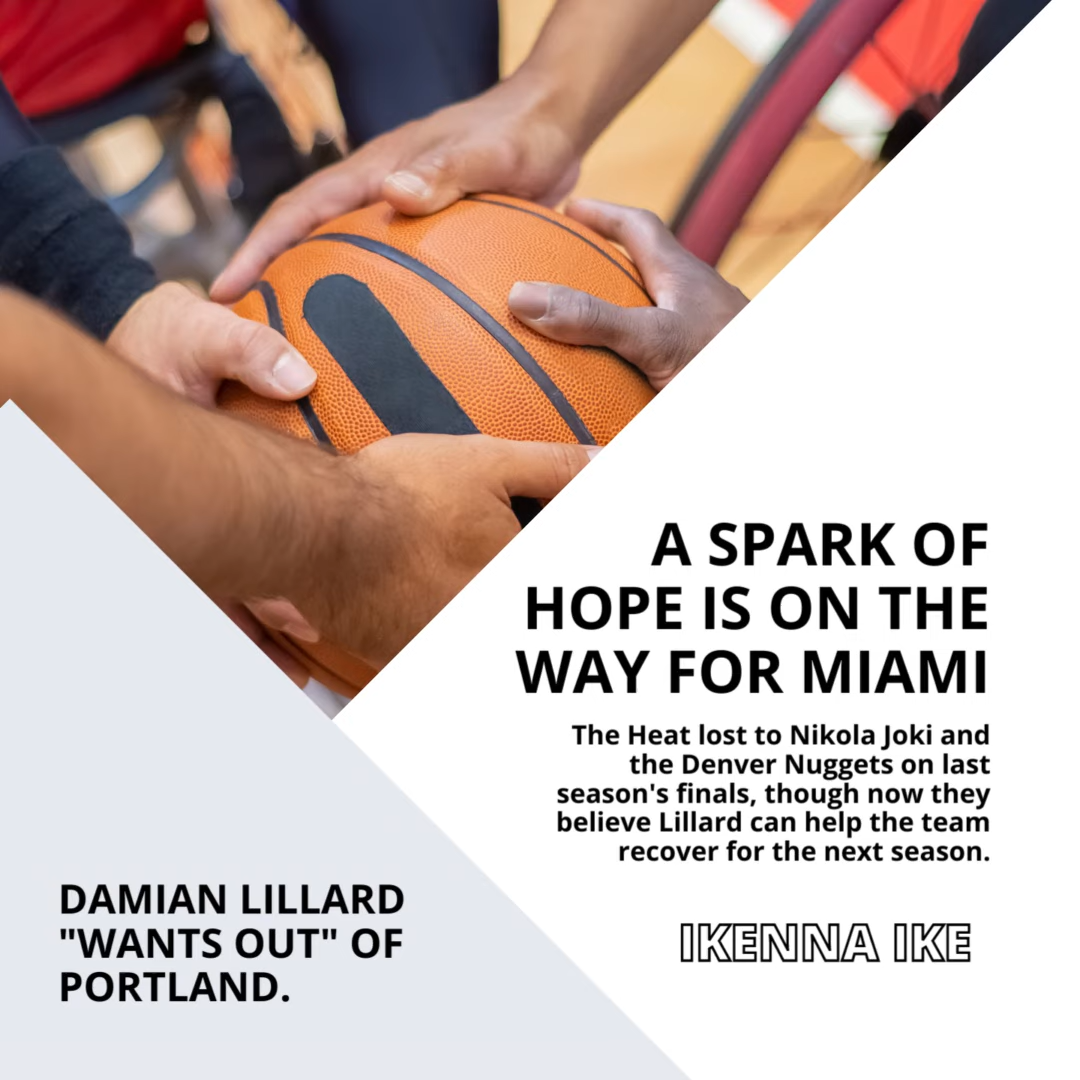 A SPARK OF
HOPE IS ON THE
WAY FOR MIAMI
The Heat lost to Nikola Joki and
the Denver Nuggets on last
season's finals, though now they
believe Lillard can help the team
recover for the next season.
DAMIAN LILLARD
"WANTS OUT" OF
PORTLAND.
IKENNA IKE